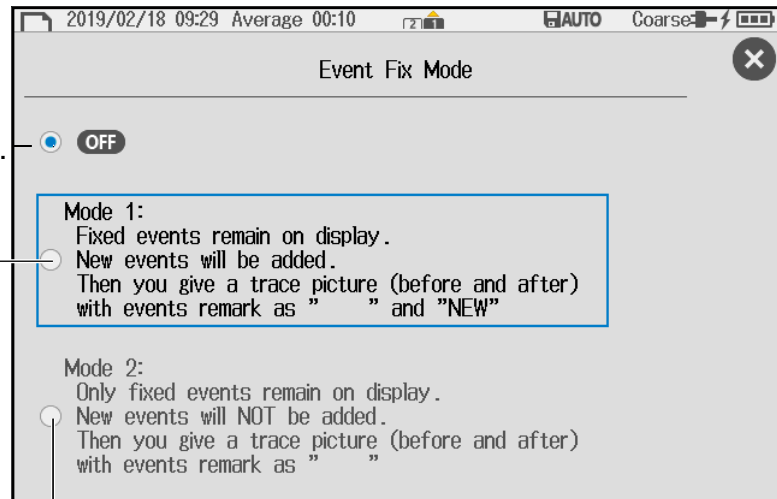 2019/02/18 09:29 Average 00:10 2 1 AUTO Coarse
Event Fix Mode
.
OFF
Mode 1:
Fixed events remain on display.
New events will be added.
Then you give a trace picture (before and after)
with events remark as ” ” and ”NEW”
Mode 2:
Only fixed events remain on display.
New events will NOT be added.
Then you give a trace picture (before and after)
with events remark as ” ”